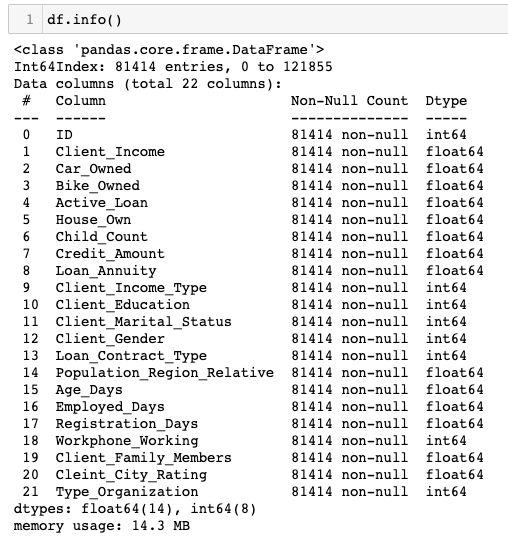 1 df.info()
<class 'pandas.core.frame.DataFrame'>
Int64Index: 81414 entries, 0 to 121855
Data columns (total 22 columns):
 #   Column                      Non-Null Count  Dtype
---  ------                      --------------  -----
 0   ID                          81414 non-null  int64
 1   Client_Income               81414 non-null  float64
 2   Car_Owned                   81414 non-null  float64
 3   Bike_Owned                  81414 non-null  float64
 4   Active_Loan                 81414 non-null  float64
 5   House_Own                   81414 non-null  float64
 6   Child_Count                 81414 non-null  float64
 7   Credit_Amount               81414 non-null  float64
 8   Loan_Annuity                81414 non-null  float64
 9   Client_Income_Type          81414 non-null  int64
 10  Client_Education            81414 non-null  int64
 11  Client_Marital_Status       81414 non-null  int64
 12  Client_Gender               81414 non-null  int64
 13  Loan_Contract_Type          81414 non-null  int64
 14  Population_Region_Relative  81414 non-null  float64
 15  Age_Days                    81414 non-null  float64
 16  Employed_Days               81414 non-null  float64
 17  Registration_Days           81414 non-null  float64
 18  Workphone_Working           81414 non-null  int64
 19  Client_Family_Members       81414 non-null  float64
 20  Cleint_City_Rating          81414 non-null  float64
 21  Type_Organization           81414 non-null  int64
dtypes: float64(14), int64(8)
memory usage: 14.3 MB